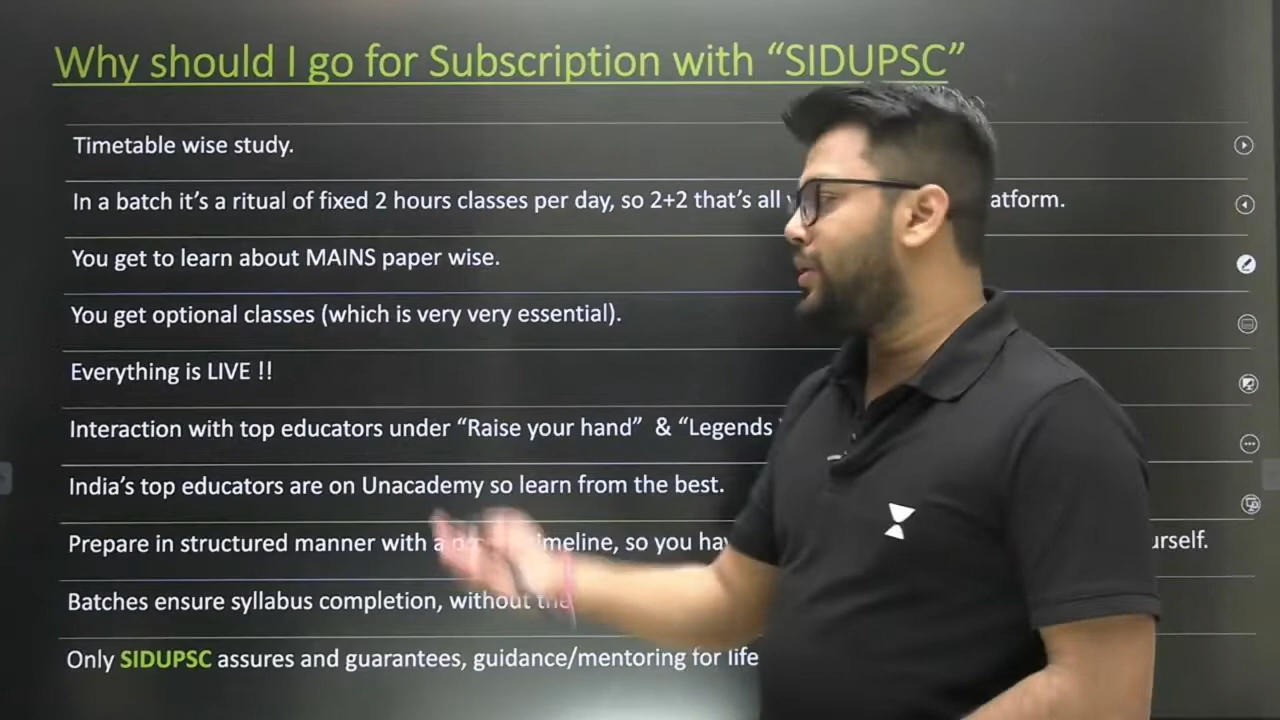 Why should I go for Subscription with “SIDUPSC”
Timetable wise study.
In a batch it’s a ritual of fixed 2 hours classes per day, so 2+2 that’s all atform.
You get to learn about MAINS paper wise.
You get optional classes (which is very very essential).
Everything is LIVE !!
Interaction with top educators under “Raise your hand” & “Legends
India’s top educators are on Unacademy so learn from the best.
Prepare in structured manner with a imeline, so you hav urself.
Batches ensure syllabus completion, without
Only SIDUPSC assures and guarantees, guidance/mentoring for life